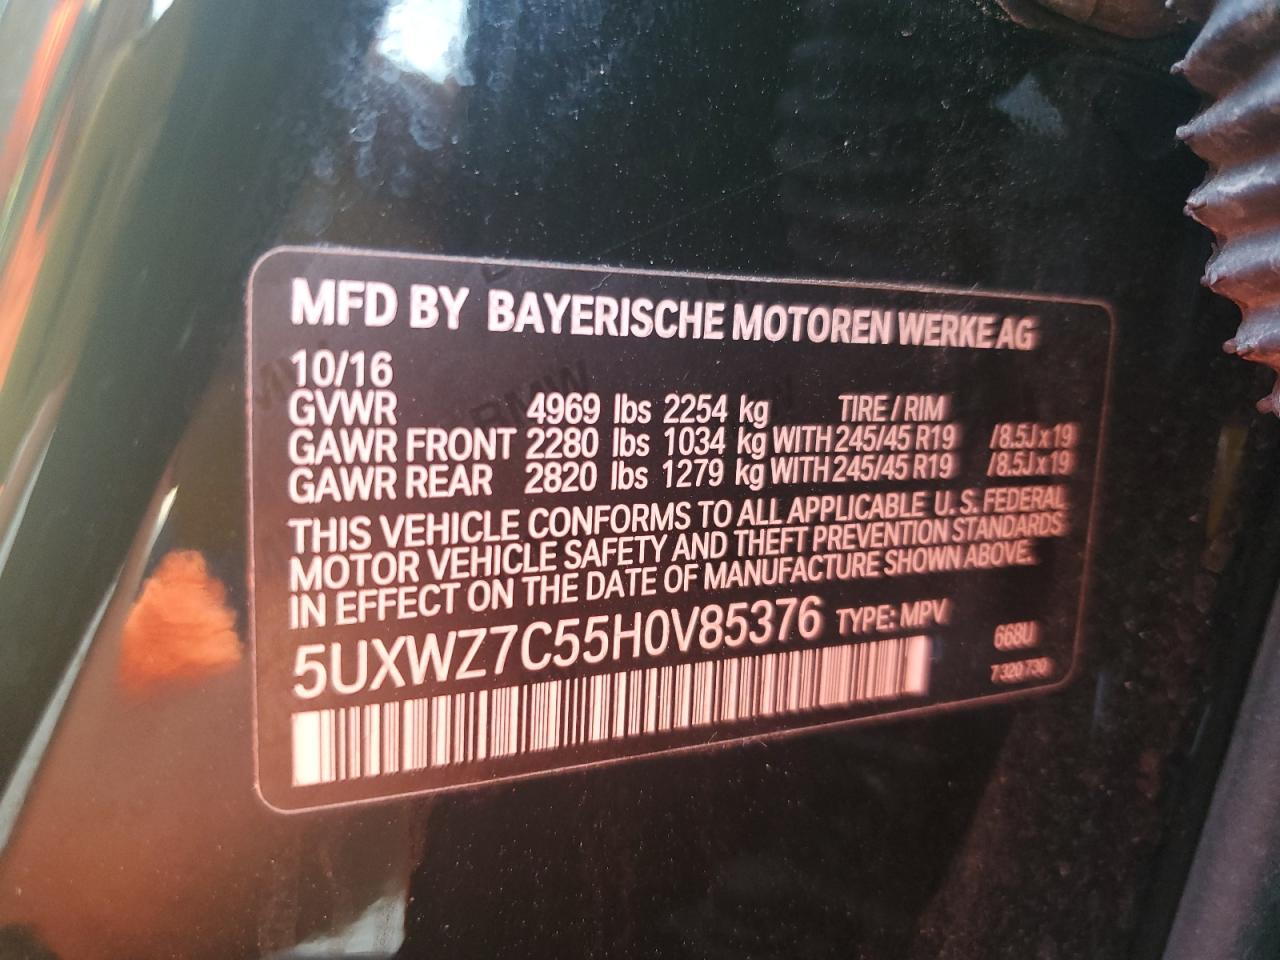 MFD BY BAYERISCHE MOTOREN WERKE AG
10/16
GVWR 4969 lbs 2254 kg TIRE / RIM
GAWR FRONT 2280 lbs 1034 kg WITH 245/45 R19 /8.5J x 19
GAWR REAR 2820 lbs 1279 kg WITH 245/45 R19 /8.5J x 19
THIS VEHICLE CONFORMS TO ALL APPLICABLE U.S. FEDERAL
MOTOR VEHICLE SAFETY AND THEFT PREVENTION STANDARDS
IN EFFECT ON THE DATE OF MANUFACTURE SHOWN ABOVE.
5UXWZ7C55H0V85376 TYPE: MPV
668U
7 320 730